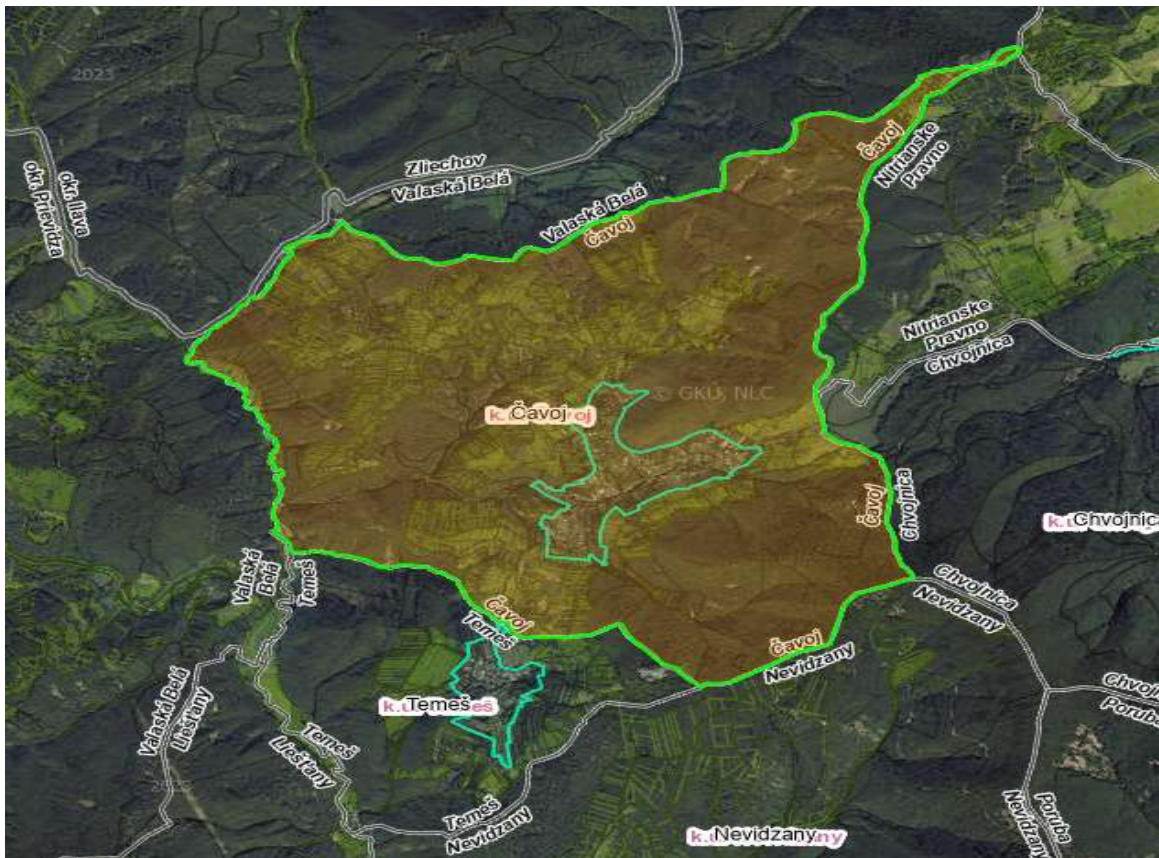 2023
okr. Ilava
okr. Prievidza
Zliechov
Valaská Belá
Valaská Belá
Čavoj
Čavoj
Nitrianske
Pravno
Nitrianske
Pravno
Chvojnica
© GKÚ, NLC
Čavoj
Čavoj
Chvojnica
Chvojnica
Valaská
Belá
Temeš
Čavoj
Temeš
Chvojnica
Nevidzany
Čavoj
Nevidzany
Temeš
Valaská Belá
Liešťany
Temeš
Liešťany
Poruba
Temeš
Nevidzany
Nevidzany
Poruba
Nevidzany